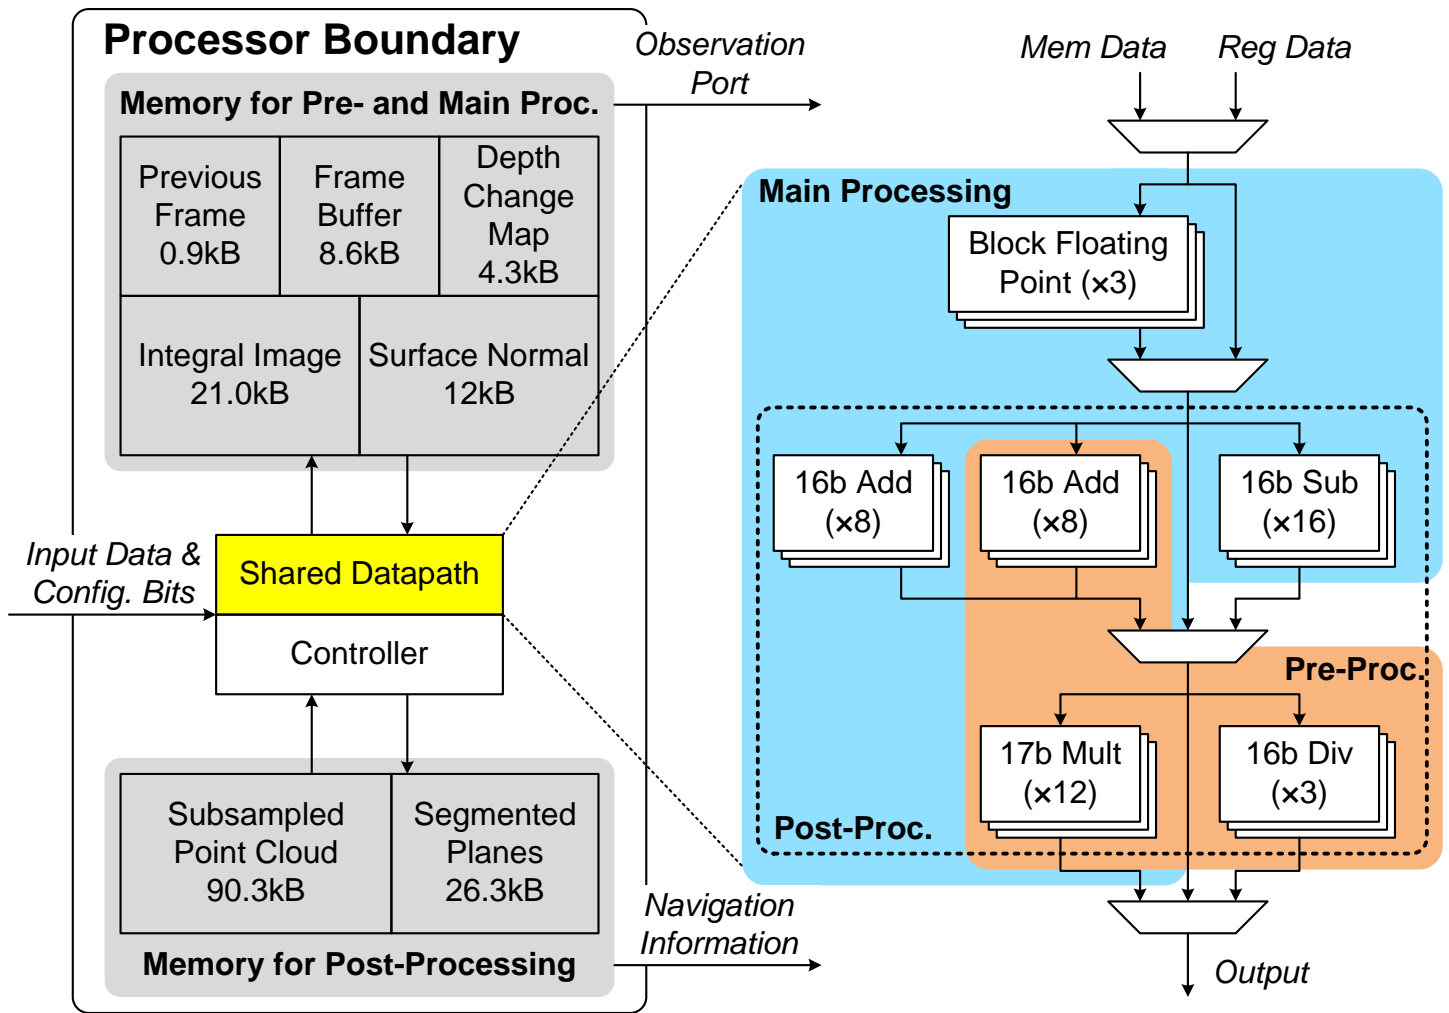 Processor Boundary
Memory for Pre- and Main Proc.
Previous
Frame
0.9kB
Frame
Buffer
8.6kB
Depth
Change
Map
4.3kB
Integral Image
21.0kB
Surface Normal
12kB
Input Data &
Config. Bits
Shared Datapath
Controller
Subsampled
Point Cloud
90.3kB
Segmented
Planes
26.3kB
Memory for Post-Processing
Observation
Port
Navigation
Information
Mem Data
Reg Data
Main Processing
Block Floating
Point (×3)
16b Add
(×8)
16b Add
(×8)
16b Sub
(×16)
Pre-Proc.
17b Mult
(×12)
16b Div
(×3)
Post-Proc.
Output